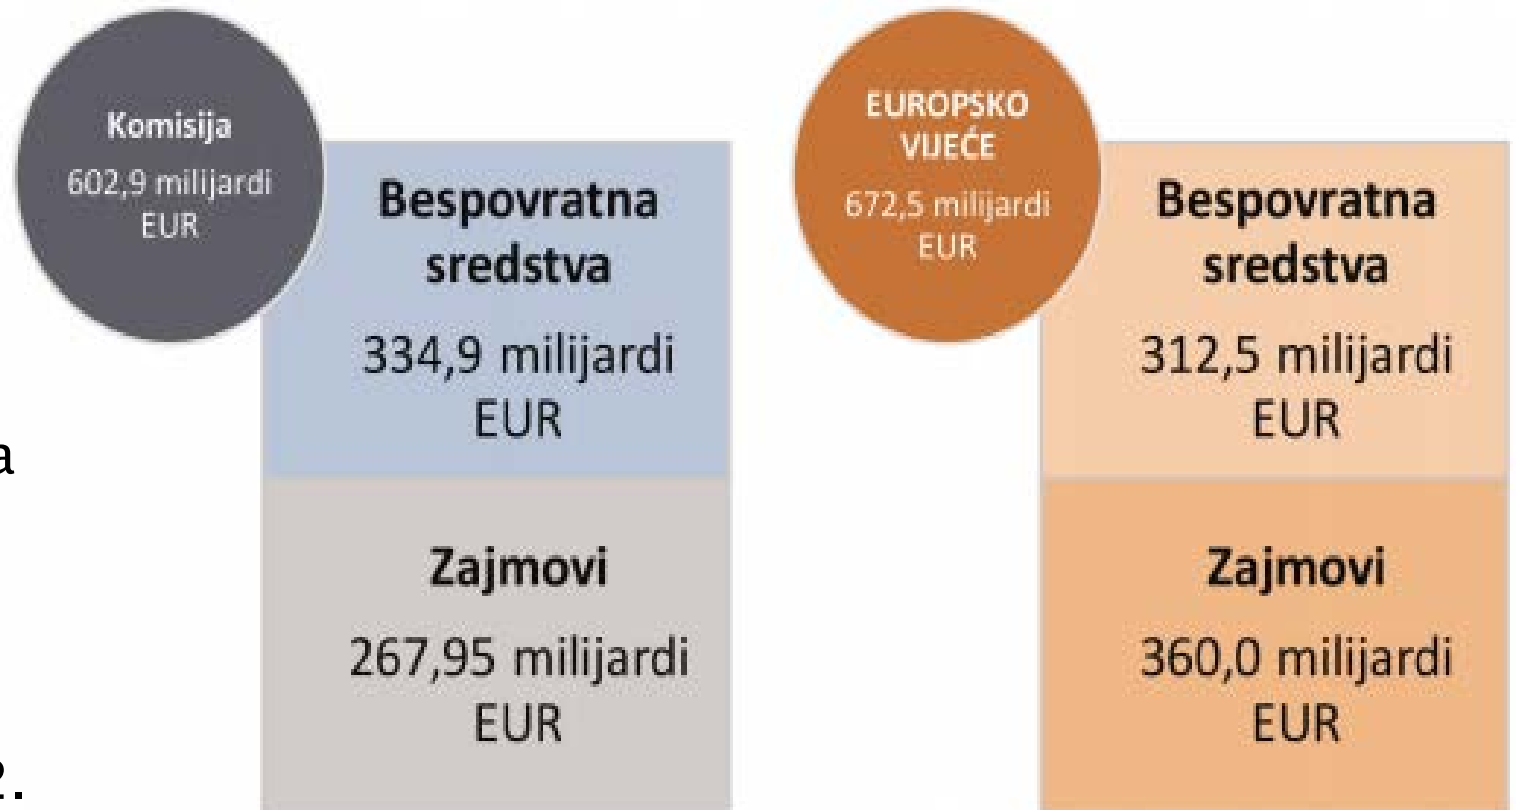 Komisija
602,9 milijardi
EUR
Bespovratna
sredstva
334,9 milijardi
EUR
Zajmovi
267,95 milijardi
EUR
EUROPSKO
VIJEĆE
672,5 milijardi
EUR
Bespovratna
sredstva
312,5 milijardi
EUR
Zajmovi
360,0 milijardi
EUR
a
2.